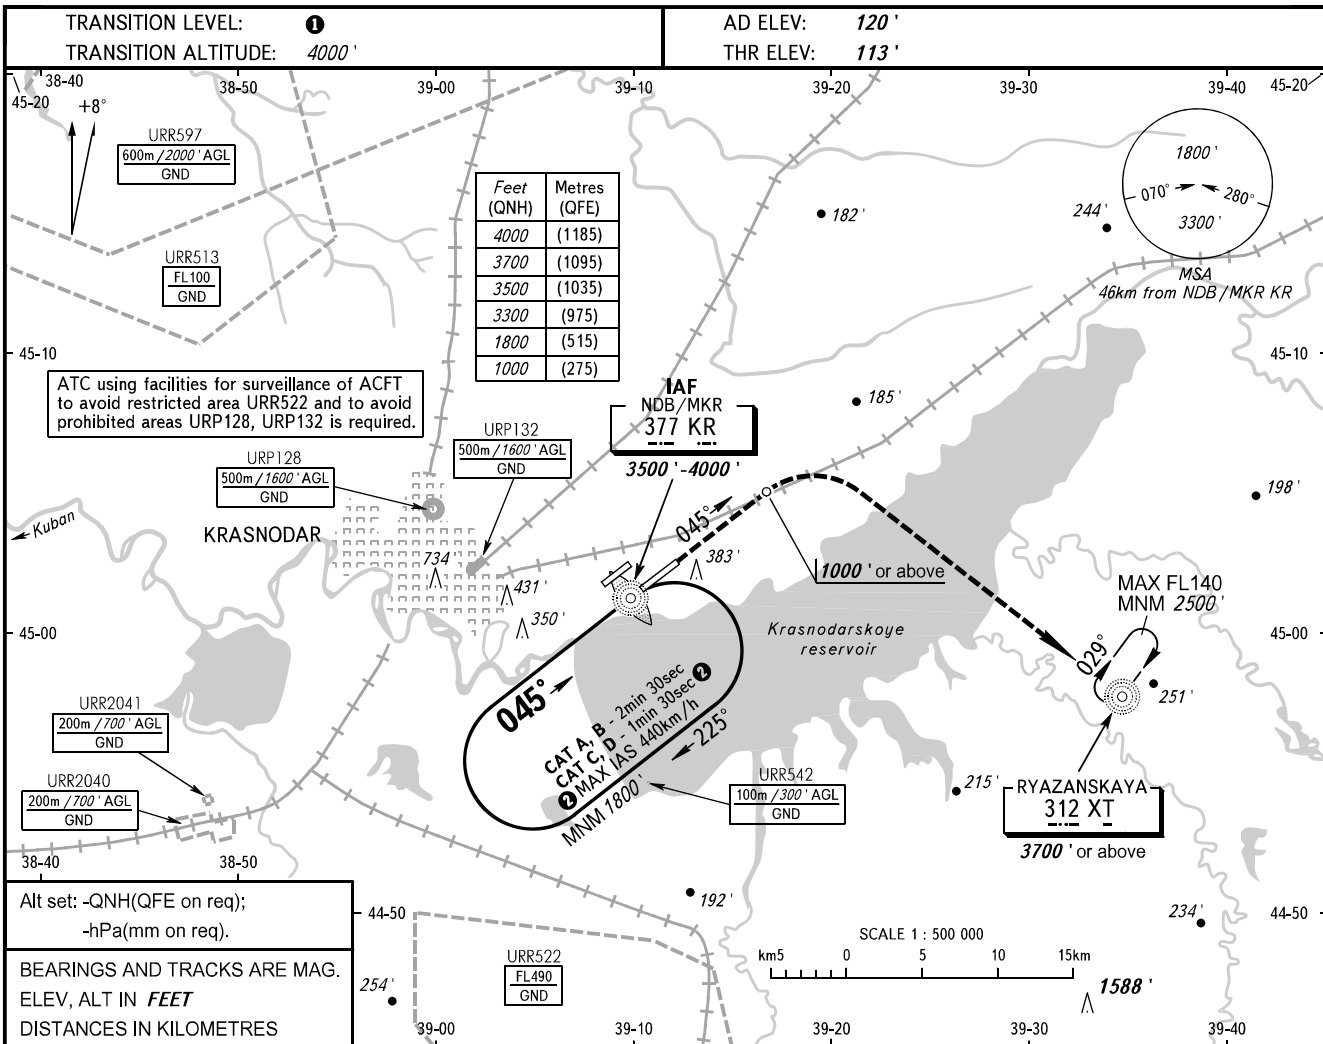 TRANSITION LEVEL: ❶
TRANSITION ALTITUDE: 4000 '
AD ELEV: 120 '
THR ELEV: 113 '
38-40
38-50
39-00
39-10
39-20
39-30
39-40
45-20
45-20
+8°
URR597
600m/2000 ' AGL
GND
URR513
FL100
GND
Feet (QNH) Metres (QFE)
4000 (1185)
3700 (1095)
3500 (1035)
3300 (975)
1800 (515)
1000 (275)
182 '
244 '
1800 '
070° 280°
3300 '
MSA
46km from NDB/MKR KR
45-10
45-10
ATC using facilities for surveillance of ACFT
to avoid restricted area URR522 and to avoid
prohibited areas URP128, URP132 is required.
IAF
NDB/MKR
377 KR
3500 '-4000 '
185 '
URP132
500m/1600 ' AGL
GND
URP128
500m/1600 ' AGL
GND
198 '
Kuban
KRASNODAR
045°
734 '
383 '
431 '
350 '
1000 ' or above
MAX FL140
MNM 2500 '
029°
45-00
45-00
Krasnodarskoye
reservoir
251 '
045°
CAT A, B - 2min 30sec
CAT C, D - 1min 30sec ❷
❷ MAX IAS 440km/h
225°
MNM 1800'
URR2041
200m/700 ' AGL
GND
URR2040
200m/700 ' AGL
GND
URR542
100m/300 ' AGL
GND
215 '
RYAZANSKAYA
312 XT
3700 ' or above
38-40
38-50
192 '
234 '
Alt set: -QNH(QFE on req);
-hPa(mm on req).
44-50
44-50
SCALE 1 : 500 000
km5 0 5 10 15km
BEARINGS AND TRACKS ARE MAG.
ELEV, ALT IN FEET
DISTANCES IN KILOMETRES
254 '
URR522
FL490
GND
1588 '
39-00
39-10
39-20
39-30
39-40